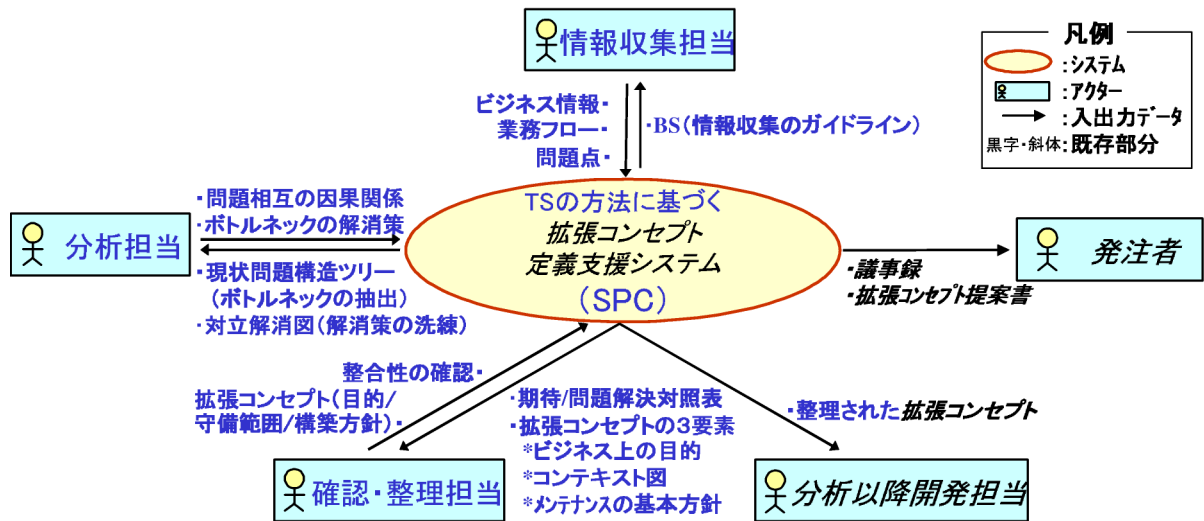 情報収集担当
凡例
:システム
:アクター
:入出力データ
黒字・斜体:既存部分
ビジネス情報・
業務フロー・
問題点・
・BS(情報収集のガイドライン)
・問題相互の因果関係
・ボトルネックの解消策
分析担当
・現状問題構造ツリー
(ボトルネックの抽出)
・対立解消図(解消策の洗練)
TSの方法に基づく
拡張コンセプト
定義支援システム
(SPC)
発注者
・議事録
・拡張コンセプト提案書
整合性の確認・
拡張コンセプト(目的/
守備範囲/構築方針)・
・期待/問題解決対照表
・拡張コンセプトの3要素
*ビジネス上の目的
*コンテキスト図
*メンテナンスの基本方針
・整理された拡張コンセプト
確認・整理担当
分析以降開発担当